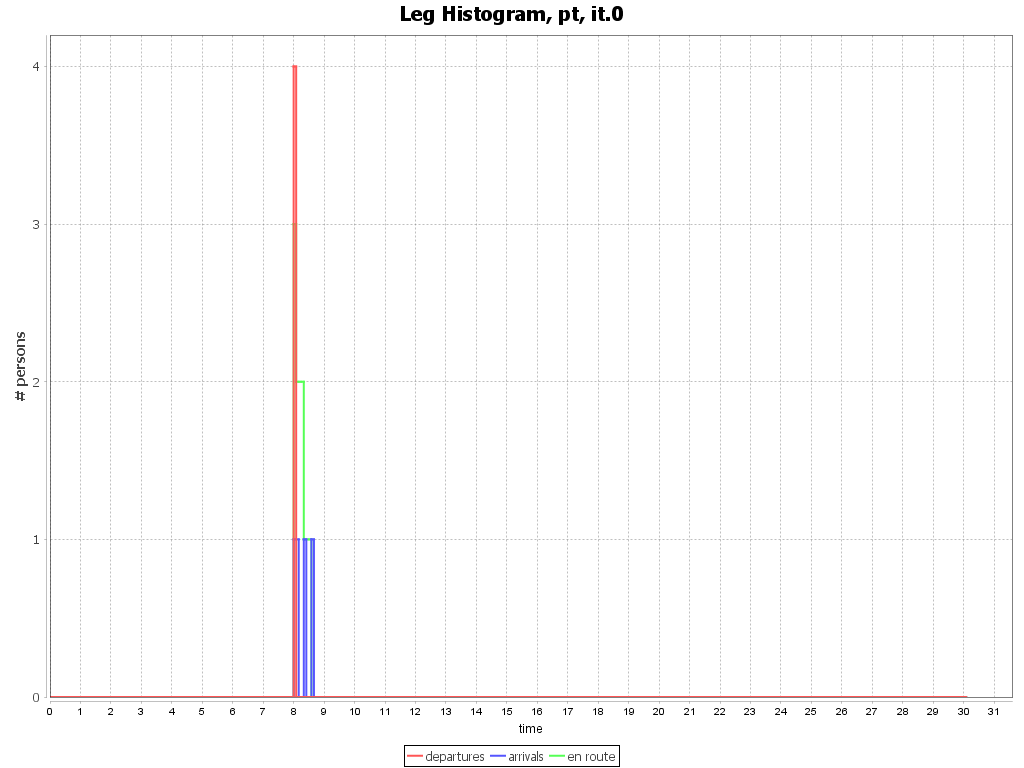 Leg Histogram, pt, it.0
# persons
4
3
2
1
0
0 1 2 3 4 5 6 7 8 9 10 11 12 13 14 15 16 17 18 19 20 21 22 23 24 25 26 27 28 29 30 31
time
departures arrivals en route